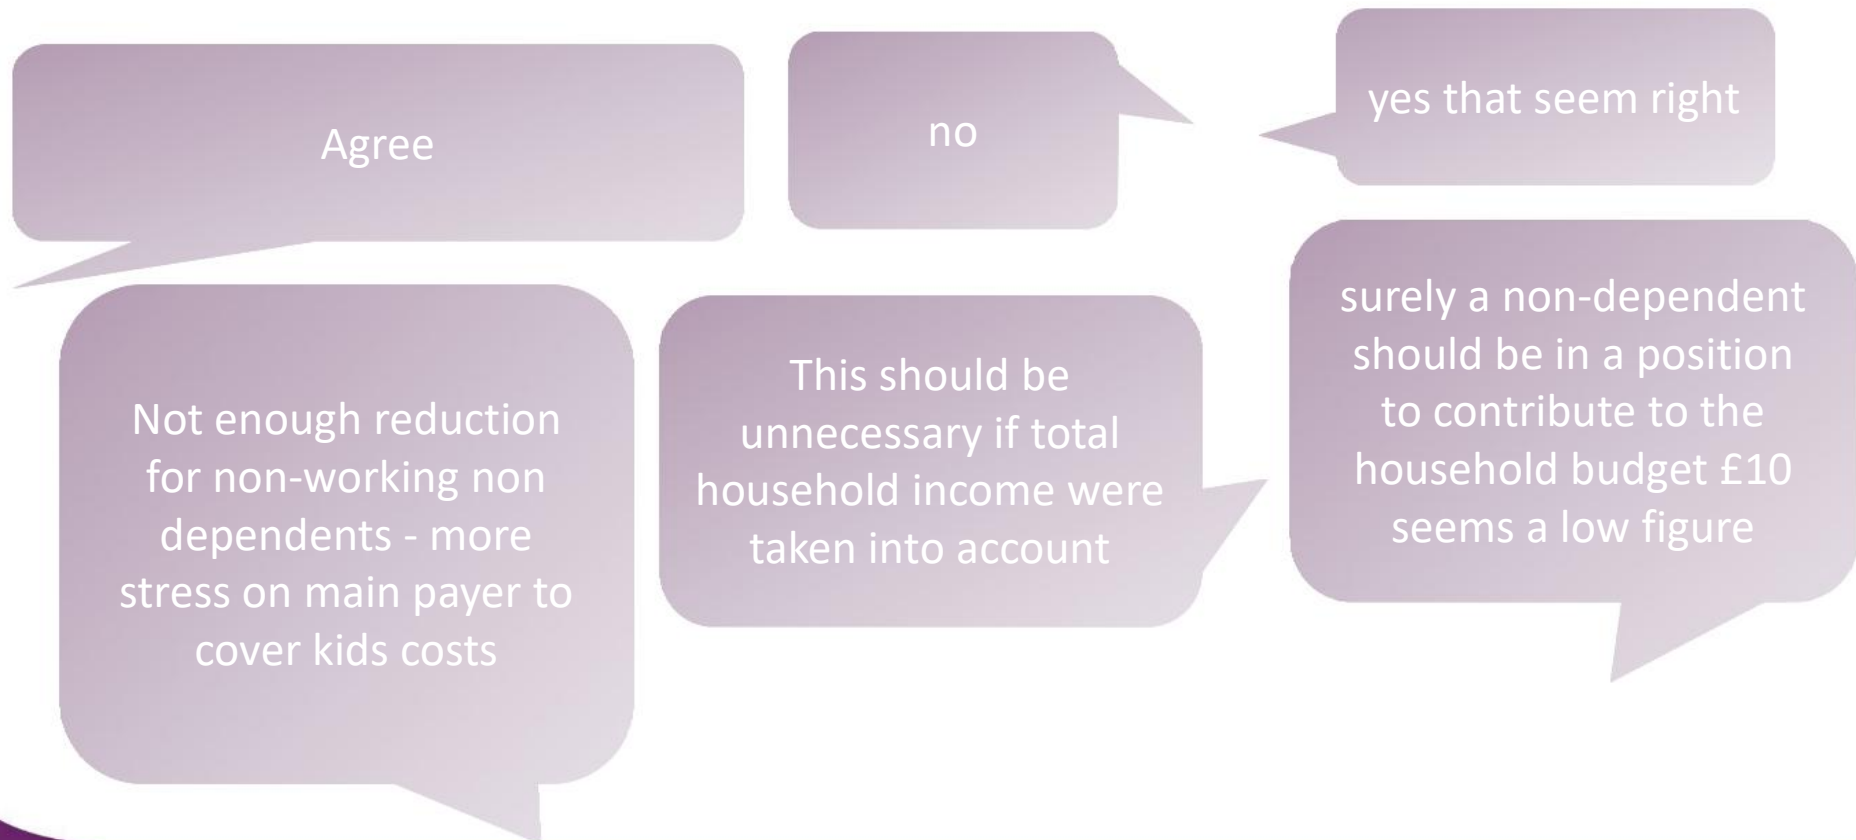 Agree
no
yes that seem right
Not enough reduction
for non-working non
dependents - more
stress on main payer to
cover kids costs
This should be
unnecessary if total
household income were
taken into account
surely a non-dependent
should be in a position
to contribute to the
household budget £10
seems a low figure